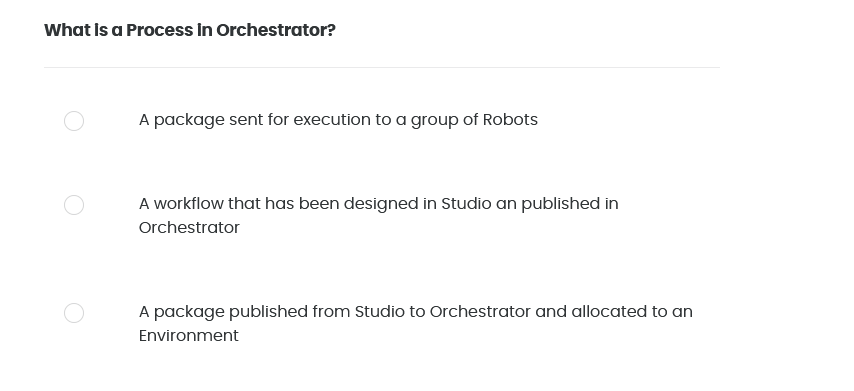 What is a Process in Orchestrator?
A package sent for execution to a group of Robots
A workflow that has been designed in Studio an published in
Orchestrator
A package published from Studio to Orchestrator and allocated to an
Environment